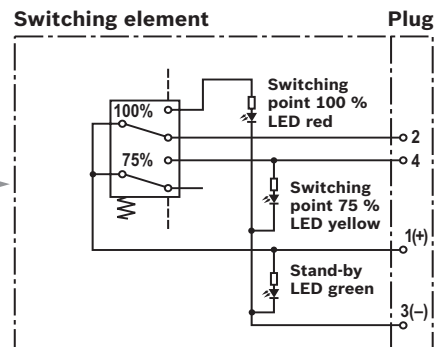 Switching element
Plug
100%
75%
Switching
point 100 %
LED red
2
4
Switching
point 75 %
LED yellow
1(+)
Stand-by
LED green
3(–)